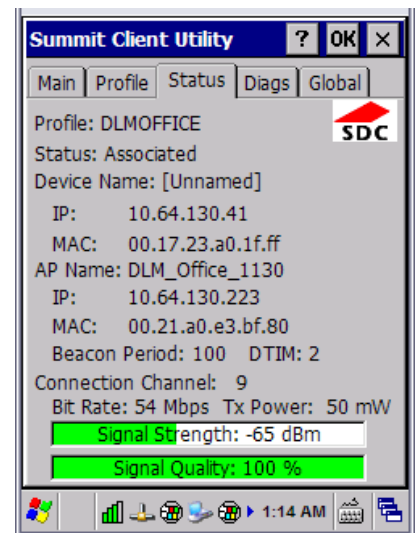 Summit Client Utility ? OK ×
Main Profile Status Diags Global
Profile: DLMOFFICE
SDC
Status: Associated
Device Name: [Unnamed]
IP: 10.64.130.41
MAC: 00.17.23.a0.1f.ff
AP Name: DLM_Office_1130
IP: 10.64.130.223
MAC: 00.21.a0.e3.bf.80
Beacon Period: 100 DTIM: 2
Connection Channel: 9
Bit Rate: 54 Mbps Tx Power: 50 mW
Signal Strength: -65 dBm
Signal Quality: 100 %
1:14 AM